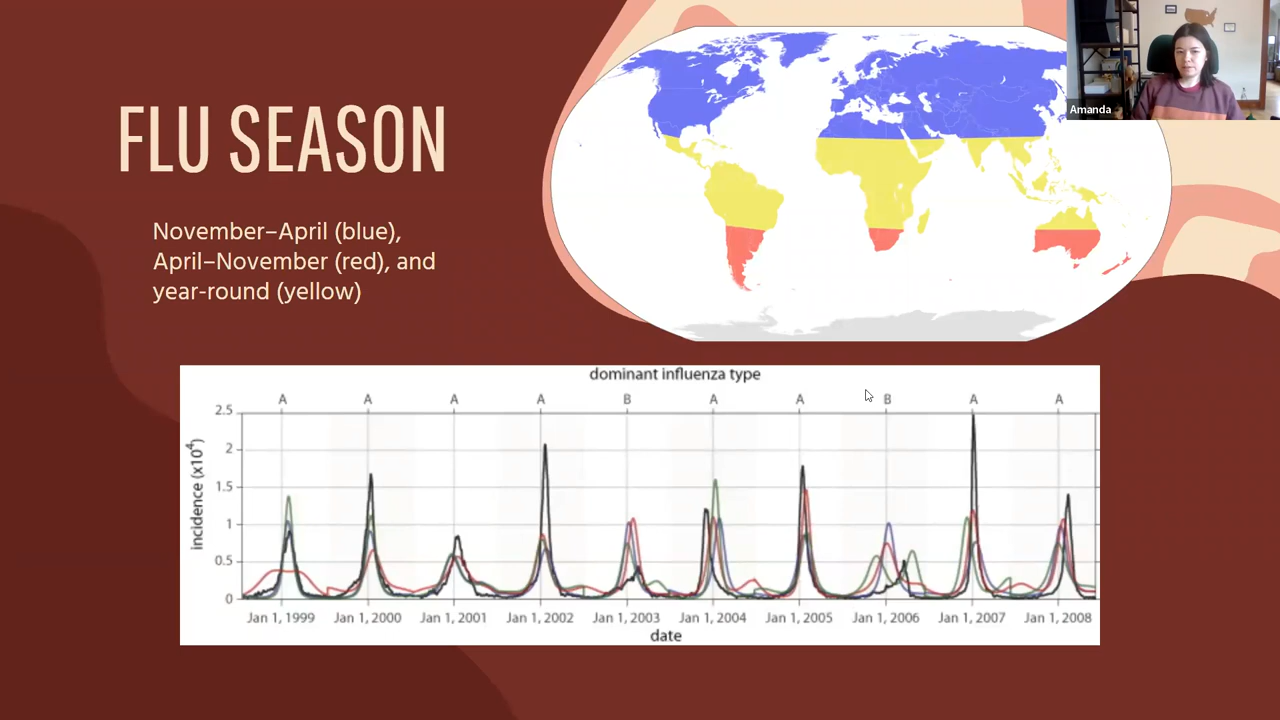 FLU SEASON
November–April (blue),
April–November (red), and
year-round (yellow)
Amanda
dominant influenza type
A A A A B A A B A A
2.5
2
1.5
1
0.5
0
incidence (x10⁴)
Jan 1, 1999 Jan 1, 2000 Jan 1, 2001 Jan 1, 2002 Jan 1, 2003 Jan 1, 2004 Jan 1, 2005 Jan 1, 2006 Jan 1, 2007 Jan 1, 2008
date